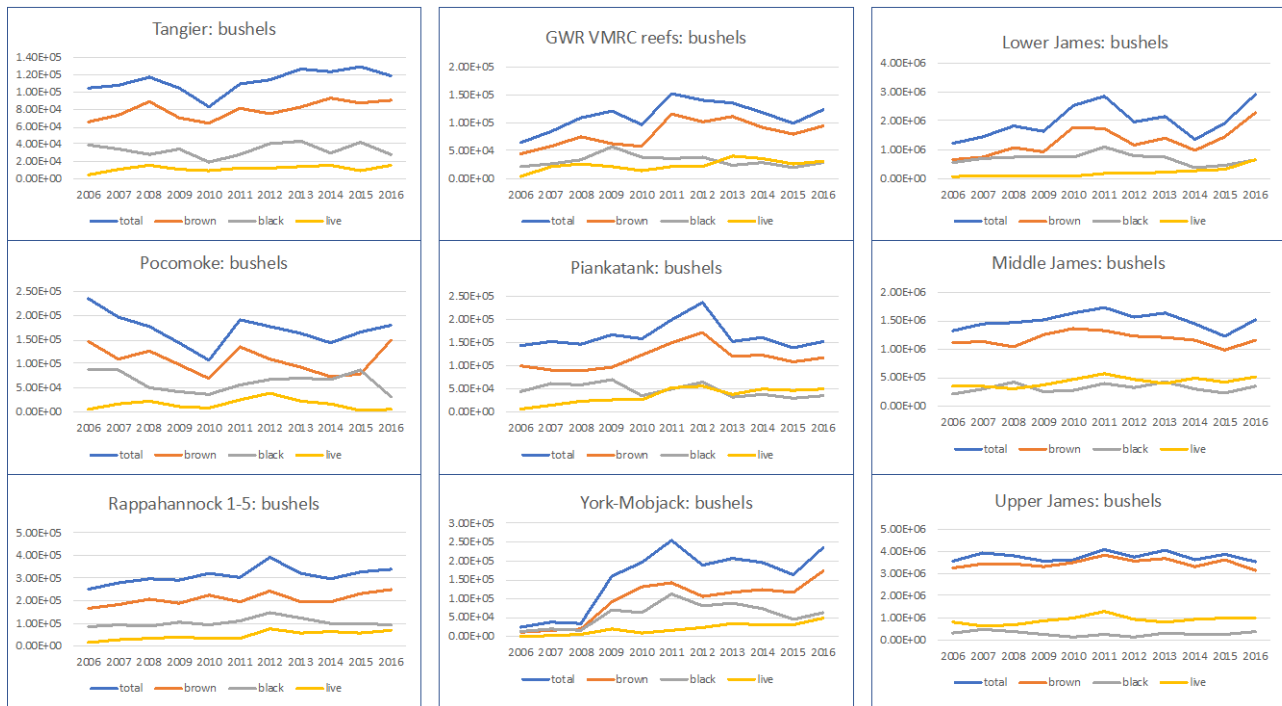 Tangier: bushels
1.40E+05
1.20E+05
1.00E+05
8.00E+04
6.00E+04
4.00E+04
2.00E+04
0.00E+00
2006 2007 2008 2009 2010 2011 2012 2013 2014 2015 2016
total brown black live
GWR VMRC reefs: bushels
2.00E+05
1.50E+05
1.00E+05
5.00E+04
0.00E+00
2006 2007 2008 2009 2010 2011 2012 2013 2014 2015 2016
total brown black live
Lower James: bushels
4.00E+06
3.00E+06
2.00E+06
1.00E+06
0.00E+00
2006 2007 2008 2009 2010 2011 2012 2013 2014 2015 2016
total brown black live
Pocomoke: bushels
2.50E+05
2.00E+05
1.50E+05
1.00E+05
5.00E+04
0.00E+00
2006 2007 2008 2009 2010 2011 2012 2013 2014 2015 2016
total brown black live
Piankatank: bushels
2.50E+05
2.00E+05
1.50E+05
1.00E+05
5.00E+04
0.00E+00
2006 2007 2008 2009 2010 2011 2012 2013 2014 2015 2016
total brown black live
Middle James: bushels
2.00E+06
1.50E+06
1.00E+06
5.00E+05
0.00E+00
2006 2007 2008 2009 2010 2011 2012 2013 2014 2015 2016
total brown black live
Rappahannock 1-5: bushels
5.00E+05
4.00E+05
3.00E+05
2.00E+05
1.00E+05
0.00E+00
2006 2007 2008 2009 2010 2011 2012 2013 2014 2015 2016
total brown black live
York-Mobjack: bushels
3.00E+05
2.50E+05
2.00E+05
1.50E+05
1.00E+05
5.00E+04
0.00E+00
2006 2007 2008 2009 2010 2011 2012 2013 2014 2015 2016
total brown black live
Upper James: bushels
5.00E+06
4.00E+06
3.00E+06
2.00E+06
1.00E+06
0.00E+00
2006 2007 2008 2009 2010 2011 2012 2013 2014 2015 2016
total brown black live